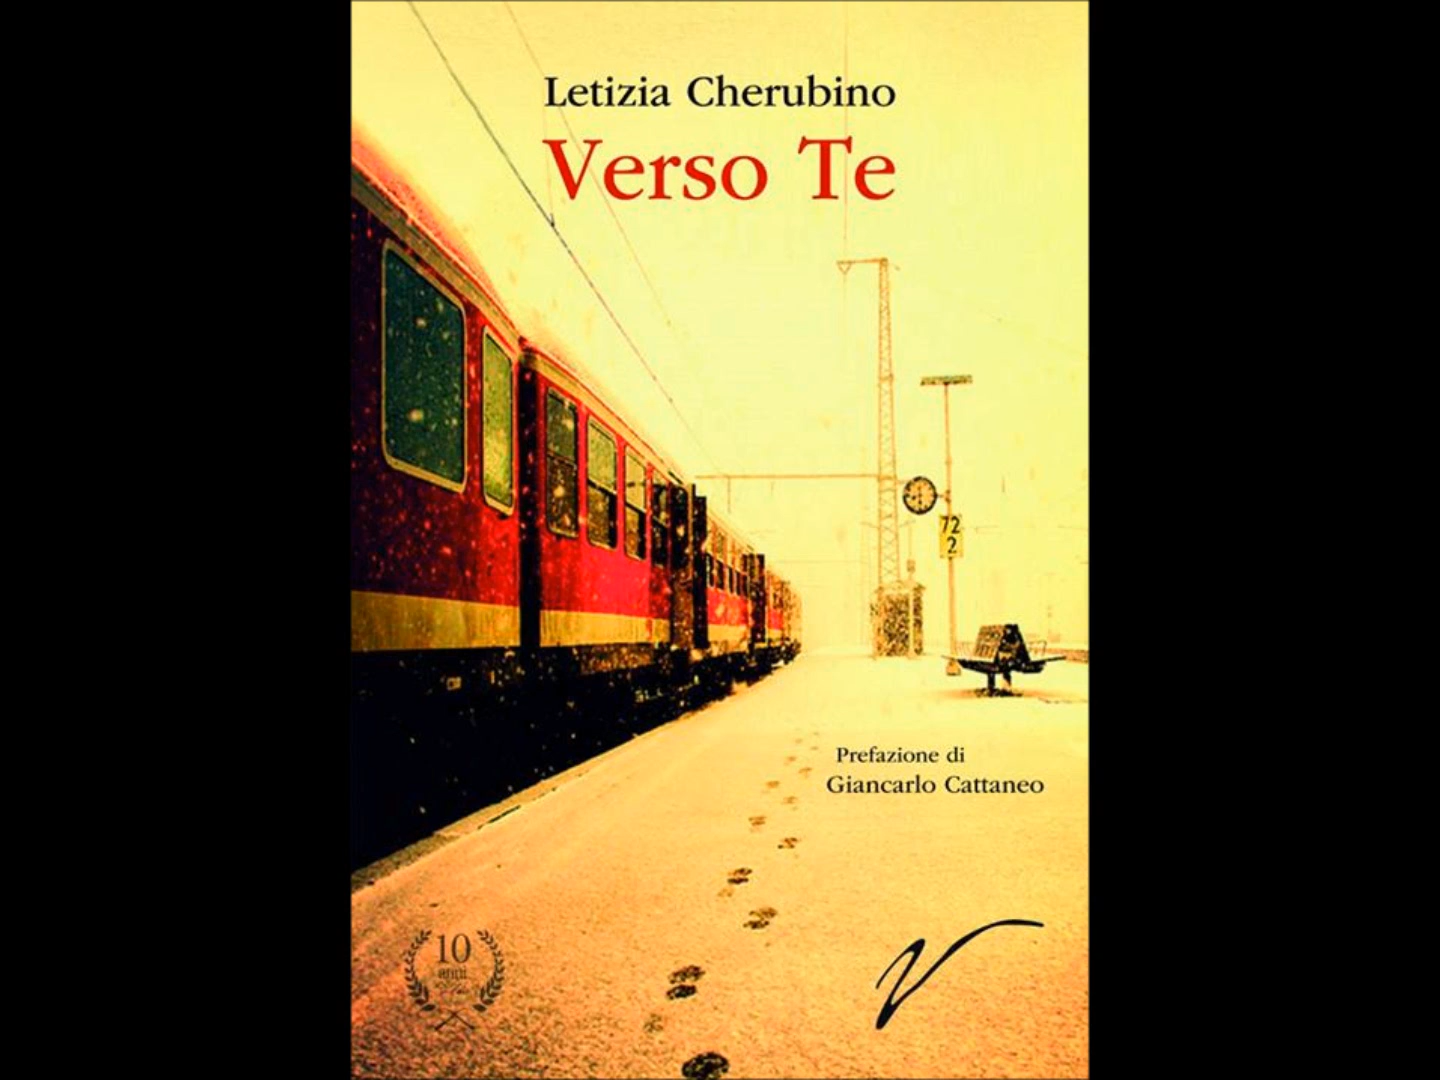 Letizia Cherubino
Verso Te
72
2
Prefazione di
Giancarlo Cattaneo
10
anni